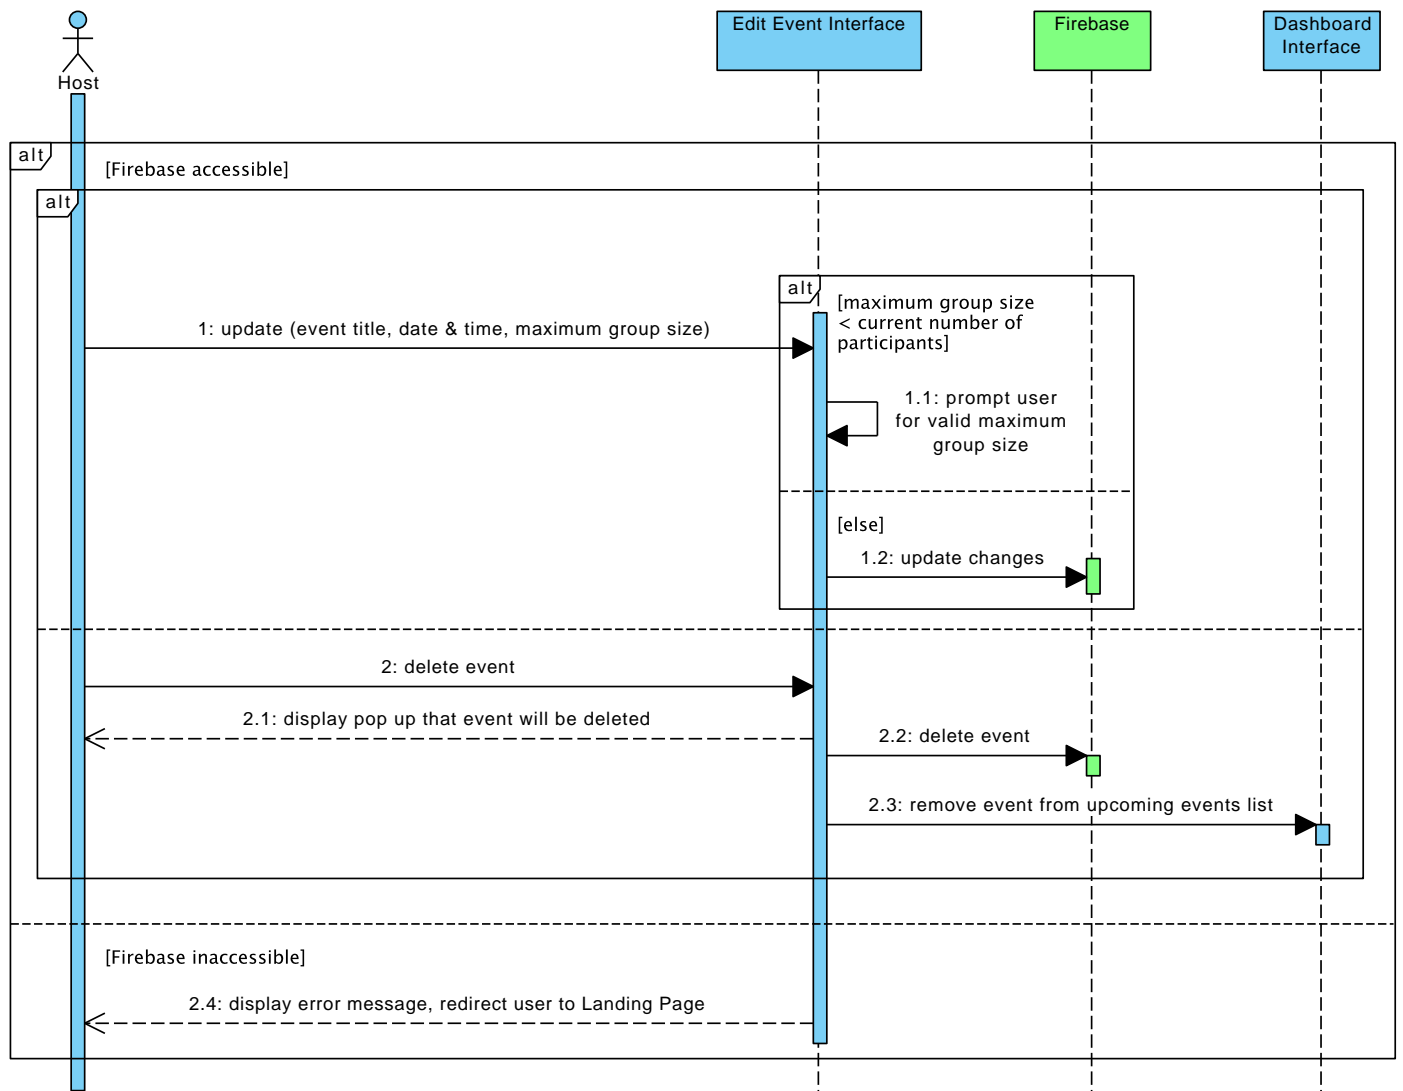 Host
Edit Event Interface
Firebase
Dashboard
Interface
alt
[Firebase accessible]
alt
alt
[maximum group size
< current number of
participants]
1: update (event title, date & time, maximum group size)
1.1: prompt user
for valid maximum
group size
[else]
1.2: update changes
2: delete event
2.1: display pop up that event will be deleted
2.2: delete event
2.3: remove event from upcoming events list
[Firebase inaccessible]
2.4: display error message, redirect user to Landing Page